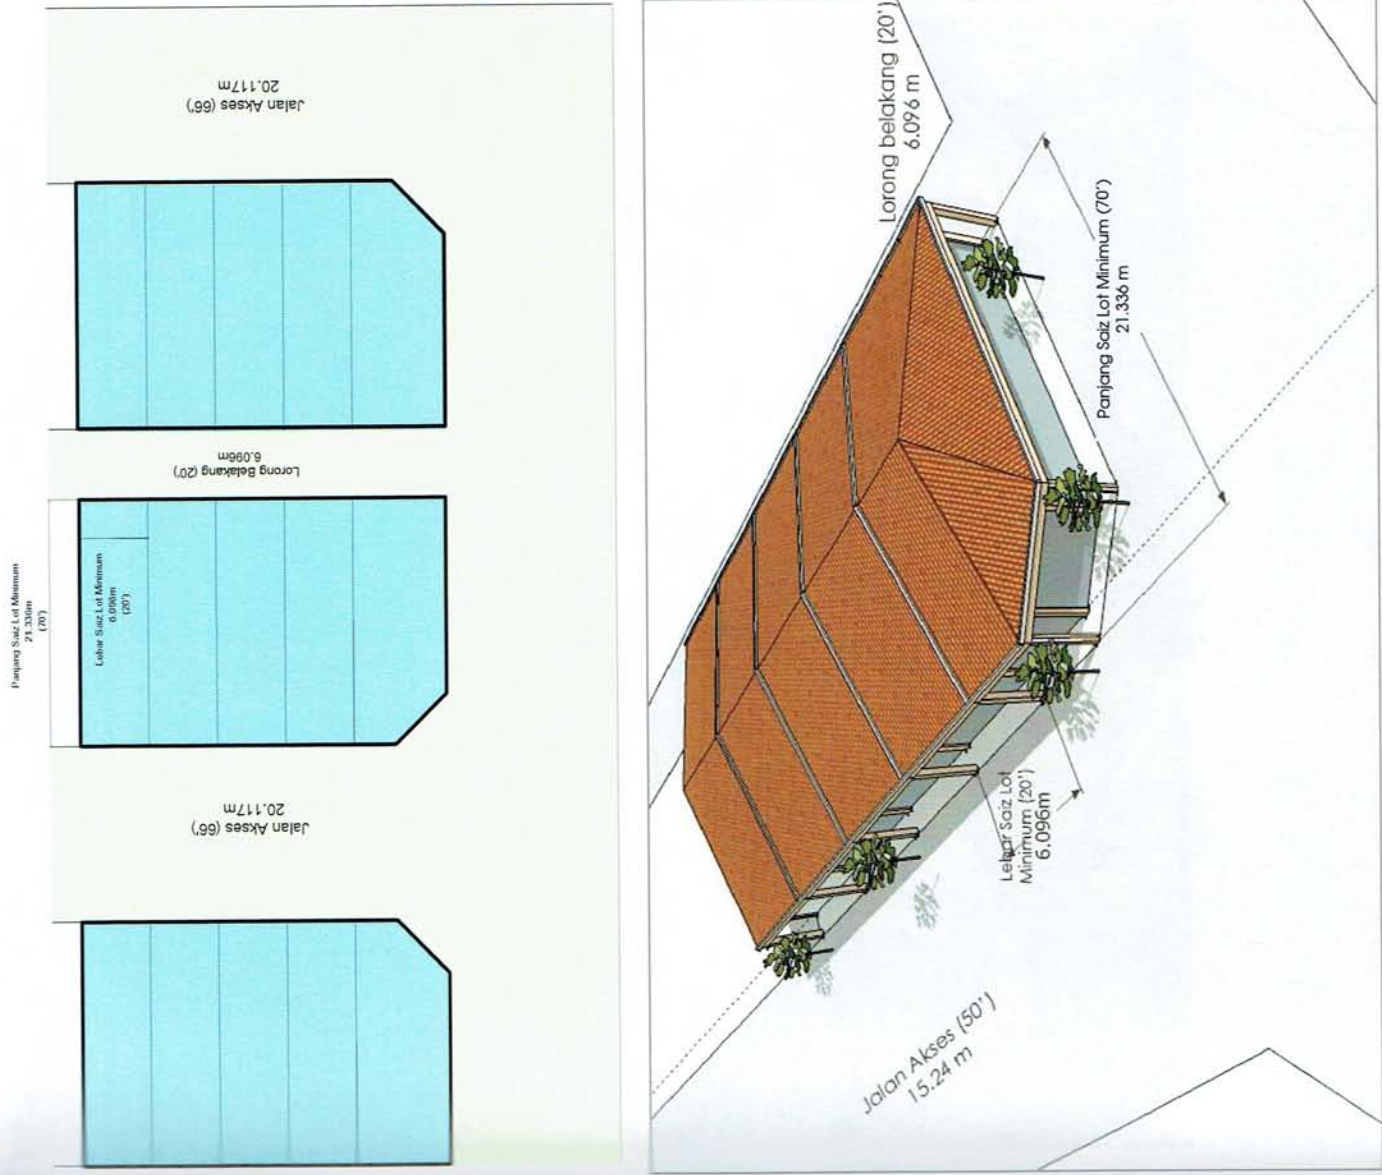 Jalan Akses (66')
20.117m
Lorong Belakang (20')
6.096m
Panjang Saiz Lot Minimum
21.336m
(70')
Lebar Saiz Lot Minimum
6.096m
(20')
Jalan Akses (66')
20.117m
Lorong belakang (20')
6.096 m
Panjang Saiz Lot Minimum (70')
21.336 m
Lebar Saiz Lot
Minimum (20')
6.096m
Jalan Akses (50')
15.24 m